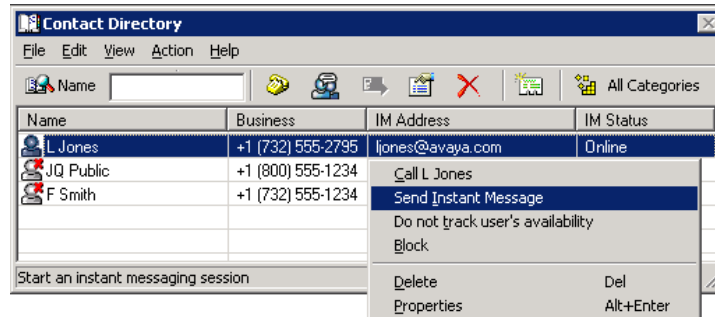 Contact Directory
File Edit View Action Help
Name All Categories
Name Business IM Address IM Status
L Jones +1 (732) 555-2795 ljones@avaya.com Online
JQ Public +1 (800) 555-1234
F Smith +1 (732) 555-1234
Call L Jones
Send Instant Message
Do not track user's availability
Block
Start an instant messaging session
Delete Del
Properties Alt+Enter